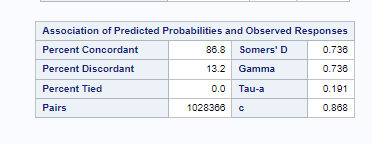 Association of Predicted Probabilities and Observed Responses
Percent Concordant 86.8 Somers' D 0.736
Percent Discordant 13.2 Gamma 0.736
Percent Tied 0.0 Tau-a 0.191
Pairs 1028366 c 0.868